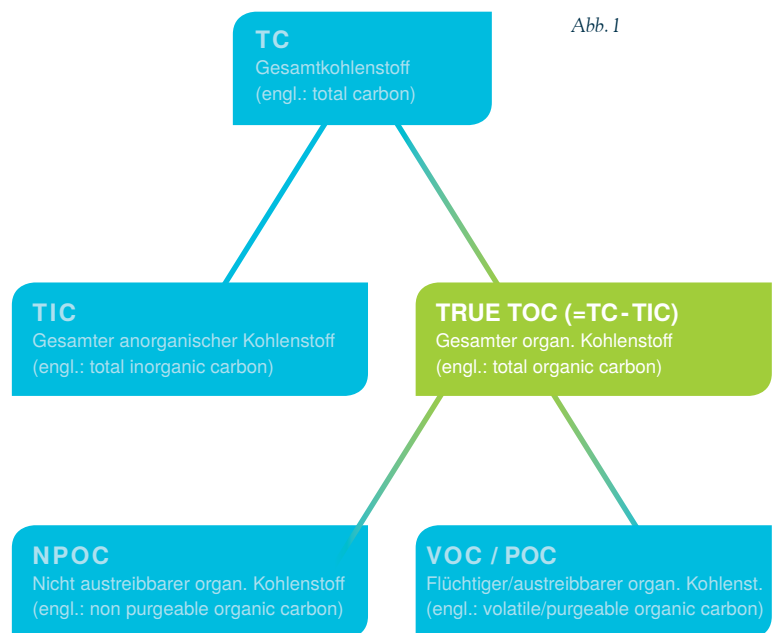 Abb. 1
TC
Gesamtkohlenstoff
(engl.: total carbon)
TIC
Gesamter anorganischer Kohlenstoff
(engl.: total inorganic carbon)
TRUE TOC (=TC-TIC)
Gesamter organ. Kohlenstoff
(engl.: total organic carbon)
NPOC
Nicht austreibbarer organ. Kohlenstoff
(engl.: non purgeable organic carbon)
VOC / POC
Flüchtiger/austreibbarer organ. Kohlenst.
(engl.: volatile/purgeable organic carbon)